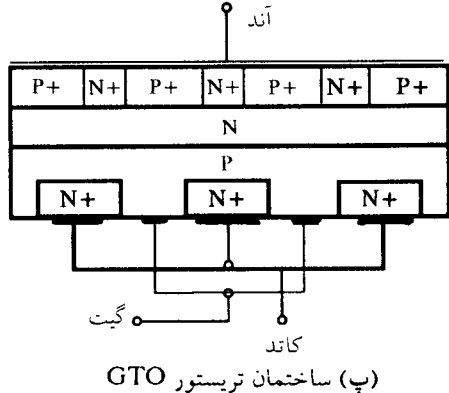 آند
P+ N+ P+ N+ P+ N+ P+
N
P
N+ N+ N+
گیت
کاتد
(پ) ساختمان تریستور GTO